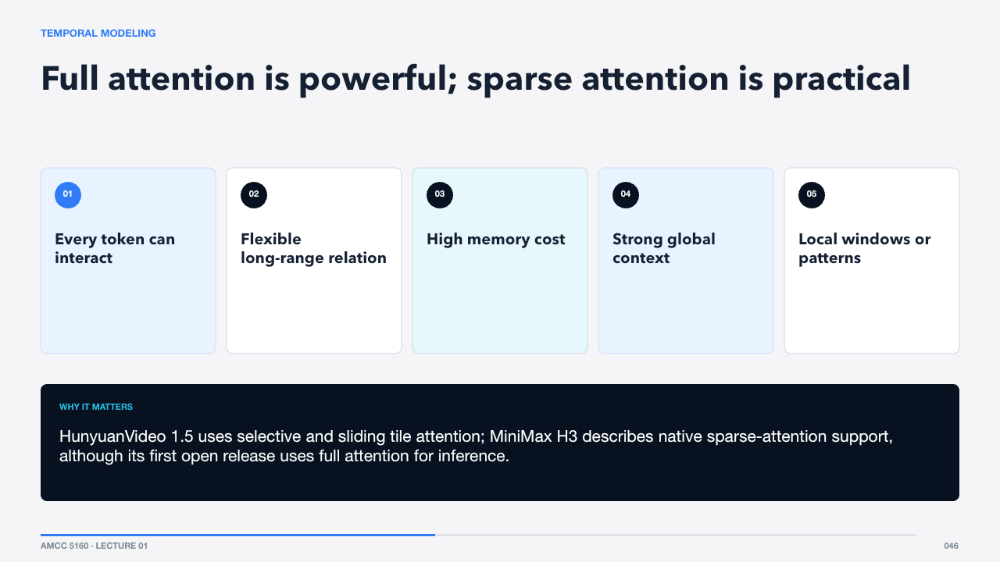 TEMPORAL MODELING
Full attention is powerful; sparse attention is practical
01
Every token can
interact
02
Flexible
long-range relation
03
High memory cost
04
Strong global
context
05
Local windows or
patterns
WHY IT MATTERS
HunyuanVideo 1.5 uses selective and sliding tile attention; MiniMax H3 describes native sparse-attention support,
although its first open release uses full attention for inference.
AMCC 5160 · LECTURE 01
046